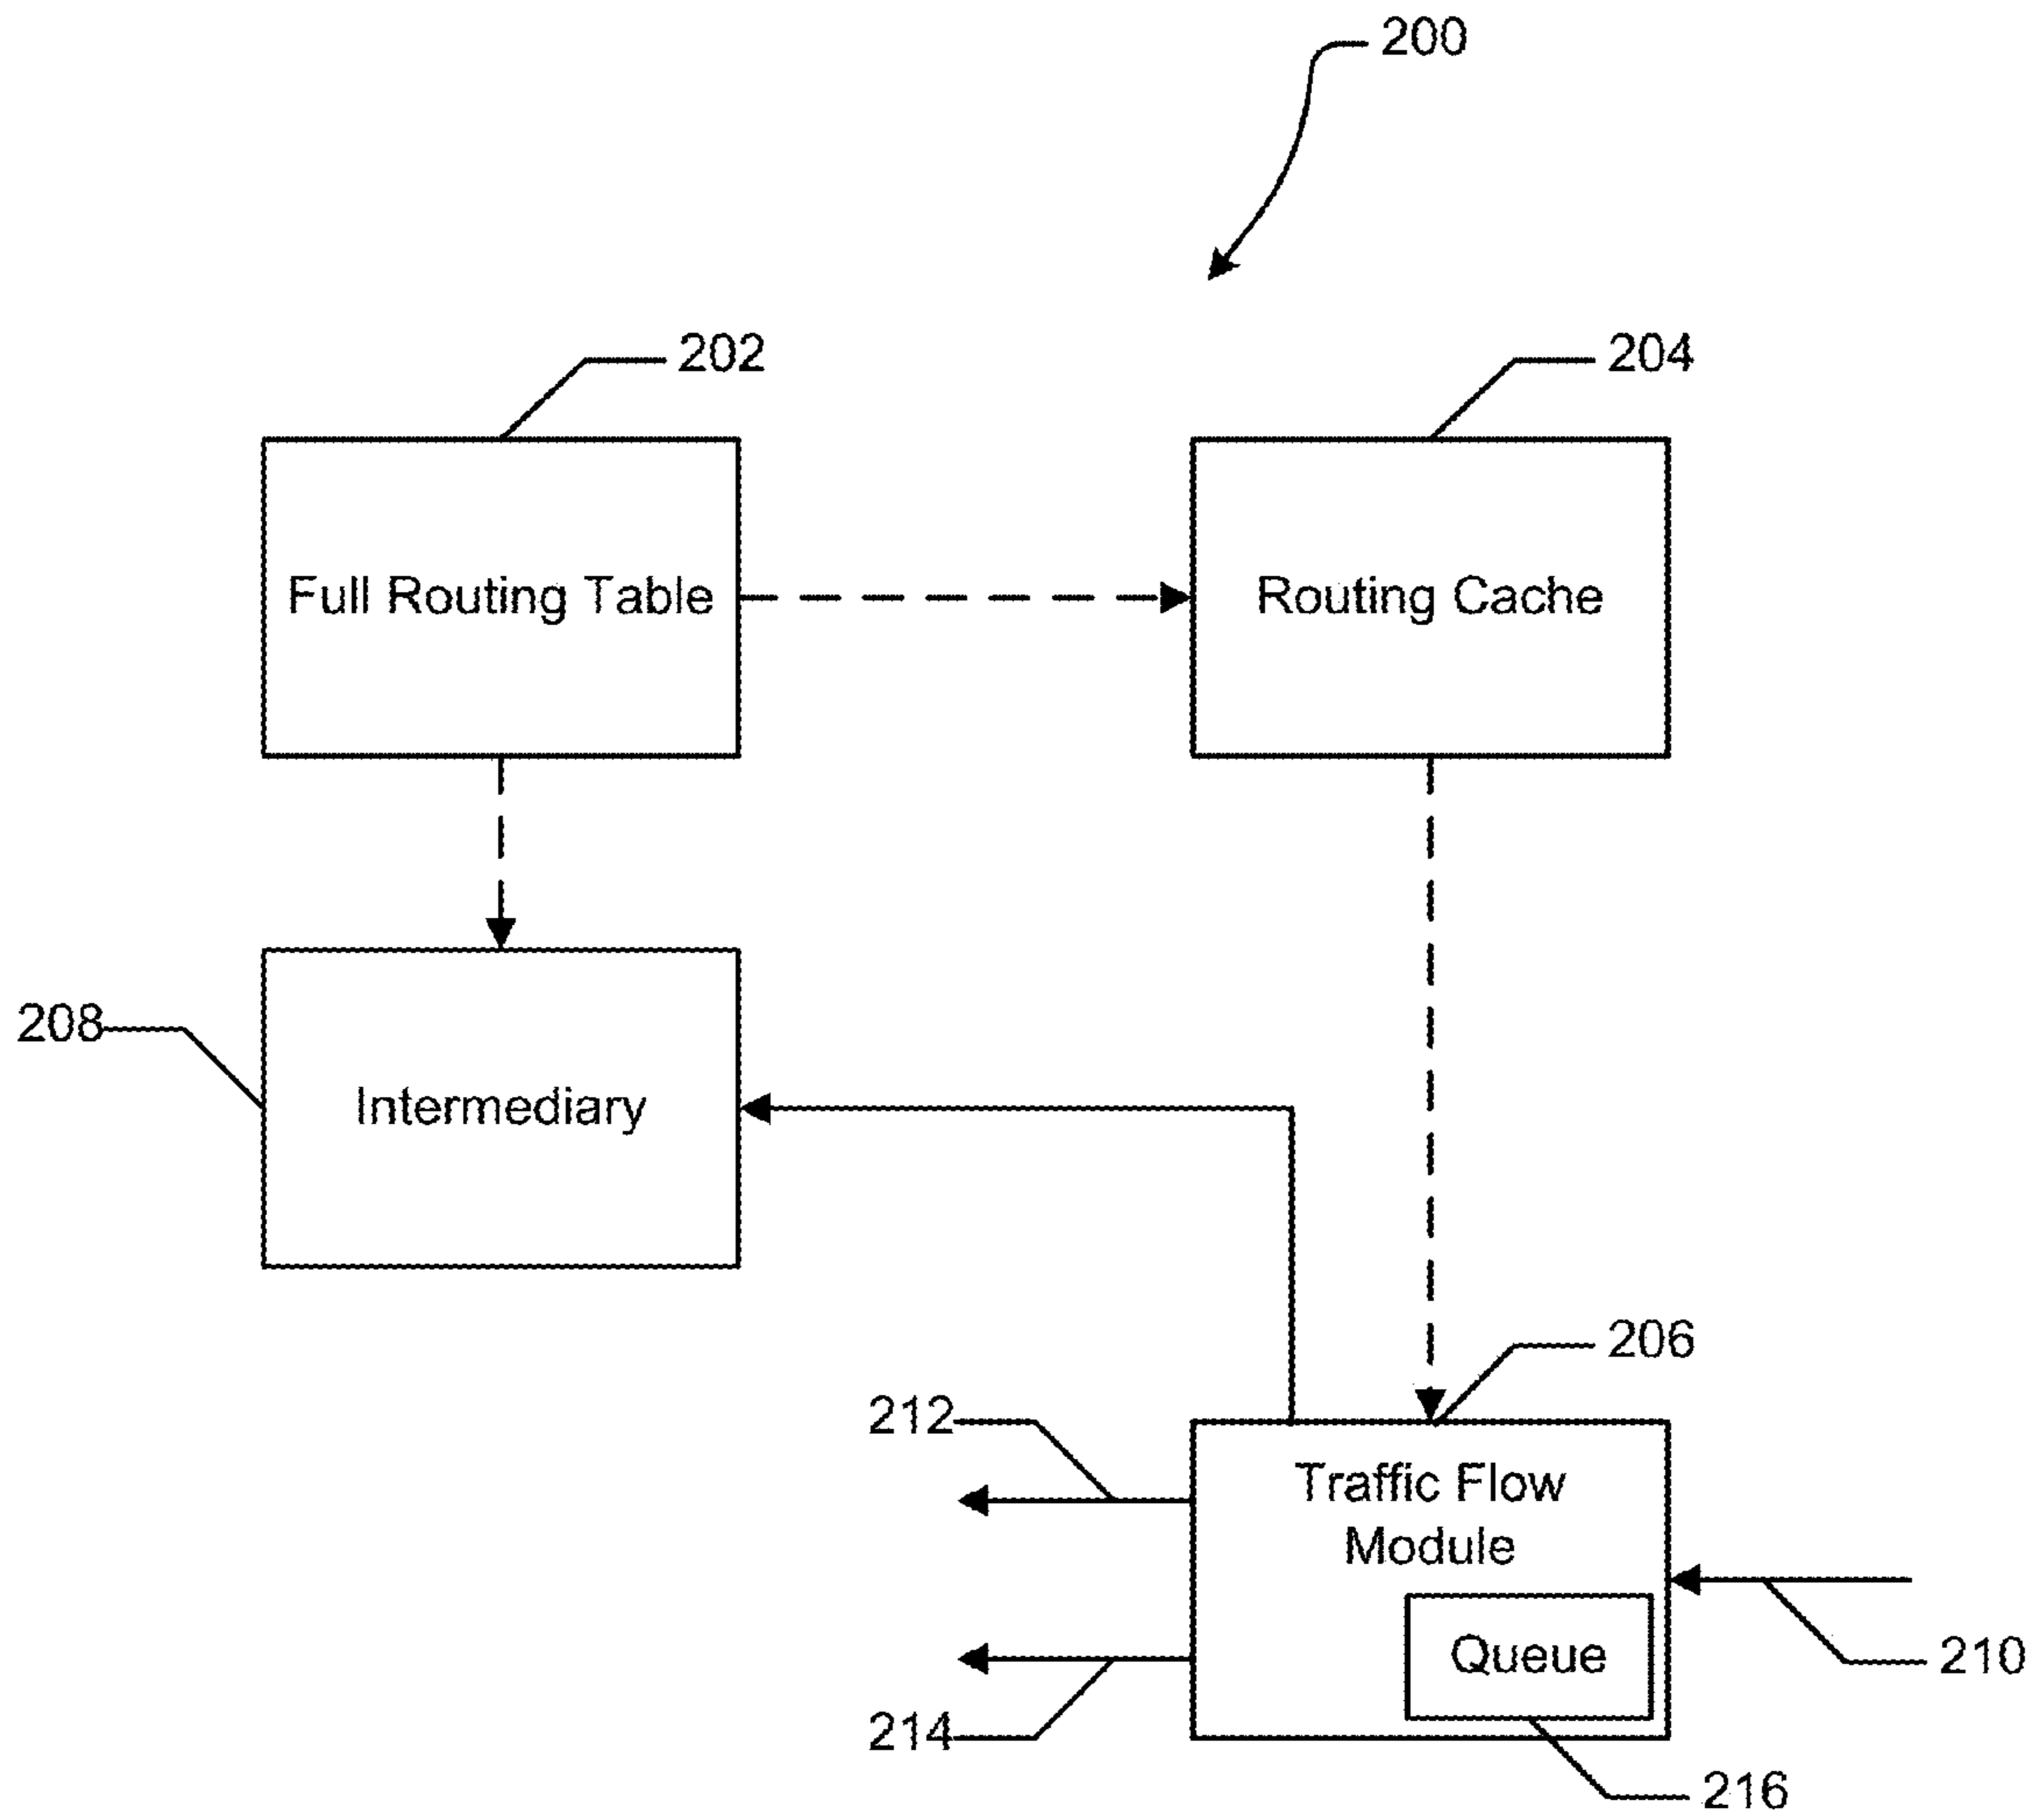 200
202
204
Full Routing Table
Routing Cache
208
Intermediary
206
212
Traffic Flow
Module
Queue
210
214
216